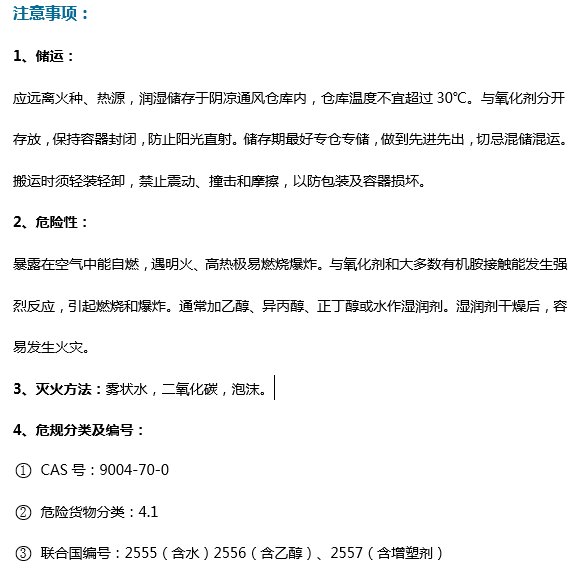 注意事项：
1、储运：
应远离火种、热源，润湿储存于阴凉通风仓库内，仓库温度不宜超过 30℃。与氧化剂分开
存放，保持容器封闭，防止阳光直射。储存期最好专仓专储，做到先进先出，切忌混储混运。
搬运时须轻装轻卸，禁止震动、撞击和摩擦，以防包装及容器损坏。
2、危险性：
暴露在空气中能自燃，遇明火、高热极易燃烧爆炸。与氧化剂和大多数有机胺接触能发生强
烈反应，引起燃烧和爆炸。通常加乙醇、异丙醇、正丁醇或水作湿润剂。湿润剂干燥后，容
易发生火灾。
3、灭火方法：雾状水，二氧化碳，泡沫。
4、危规分类及编号：
① CAS 号：9004-70-0
② 危险货物分类：4.1
③ 联合国编号：2555（含水）2556（含乙醇）、2557（含增塑剂）